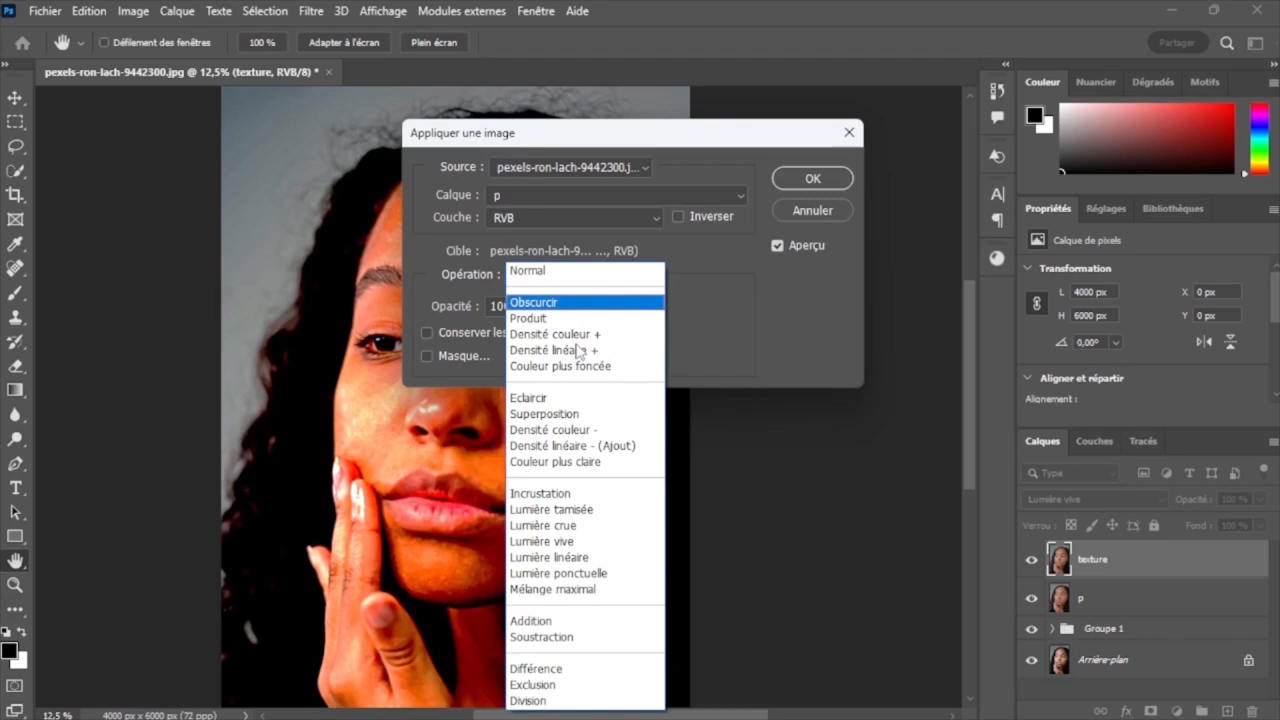 Ps Fichier Edition Image Calque Texte Sélection Filtre 3D Affichage Modules externes Fenêtre Aide
Défilement des fenêtres 100 % Adapter à l'écran Plein écran Partager
pexels-ron-lach-9442300.jpg @ 12,5% (texture, RVB/8) * ×
Appliquer une image
Source : pexels-ron-lach-9442300.j...
Calque : p
Couche : RVB
Inverser
Cible : pexels-ron-lach-9... ..., RVB)
Opération :
Opacité :
Conserver les
Masque...
OK
Annuler
Aperçu
Normal
Obscurcir
Produit
Densité couleur +
Densité linéaire +
Couleur plus foncée
Eclaircir
Superposition
Densité couleur -
Densité linéaire - (Ajout)
Couleur plus claire
Incrustation
Lumière tamisée
Lumière crue
Lumière vive
Lumière linéaire
Lumière ponctuelle
Mélange maximal
Addition
Soustraction
Différence
Exclusion
Division
Couleur Nuancier Dégradés Motifs
Propriétés Réglages Bibliothèques
Calque de pixels
Transformation
L 4000 px X 0 px
H 6000 px Y 0 px
0,00°
Aligner et répartir
Alignement :
Calques Couches Tracés
Type
Lumière vive Opacité : 100 %
Verrou : Fond : 100 %
texture
p
Groupe 1
Arrière-plan
fx
12,5 % 4000 px x 6000 px (72 ppp)